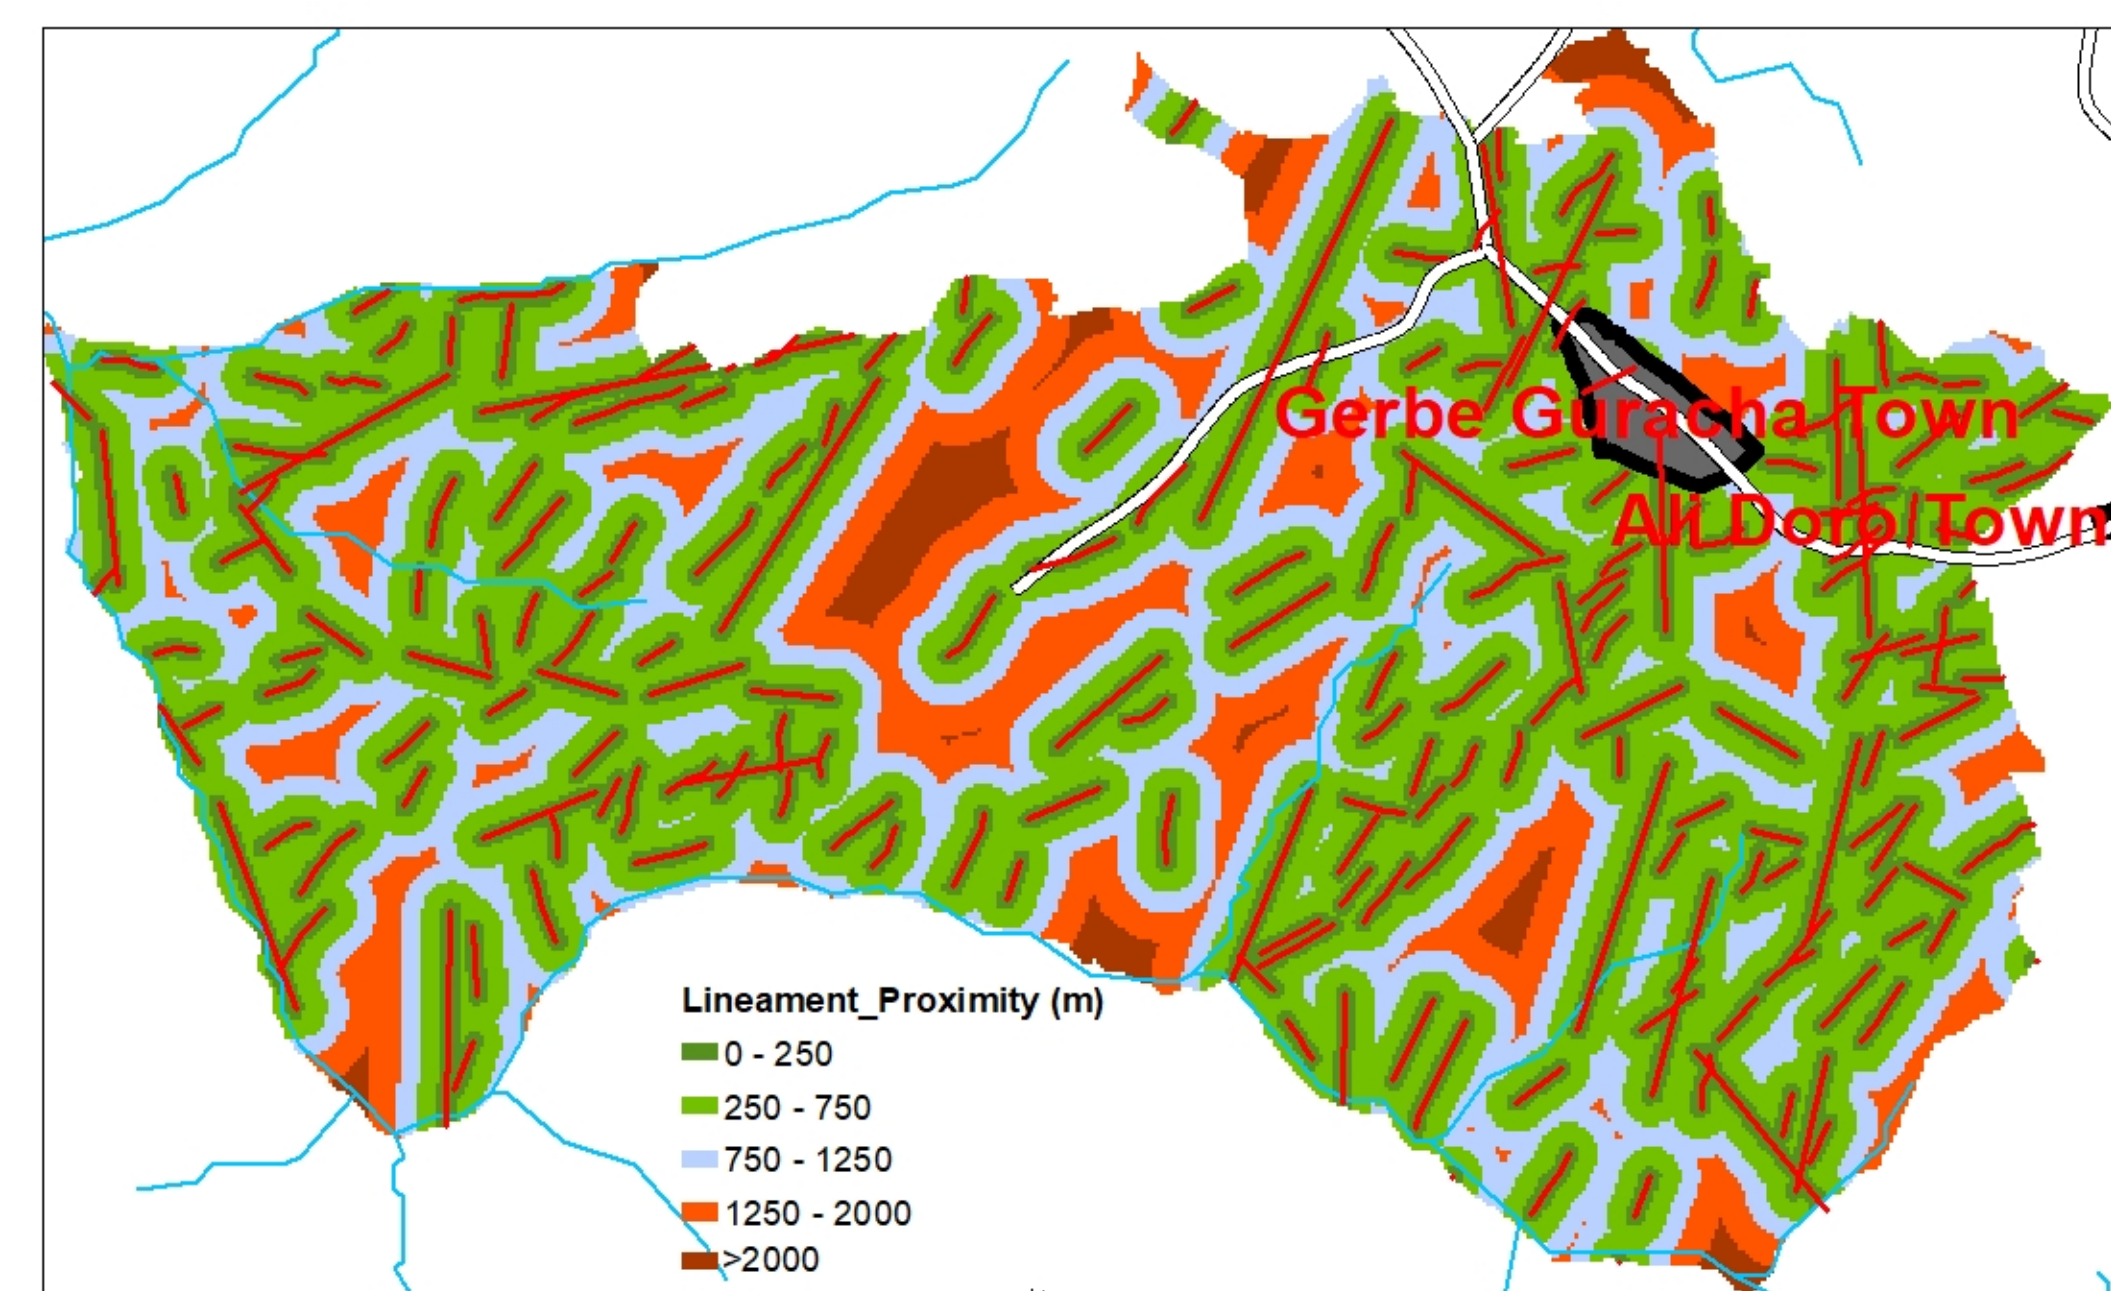 Gerbe Guracha Town
Ali Doro Town
Lineament_Proximity (m)
0 - 250
250 - 750
750 - 1250
1250 - 2000
>2000